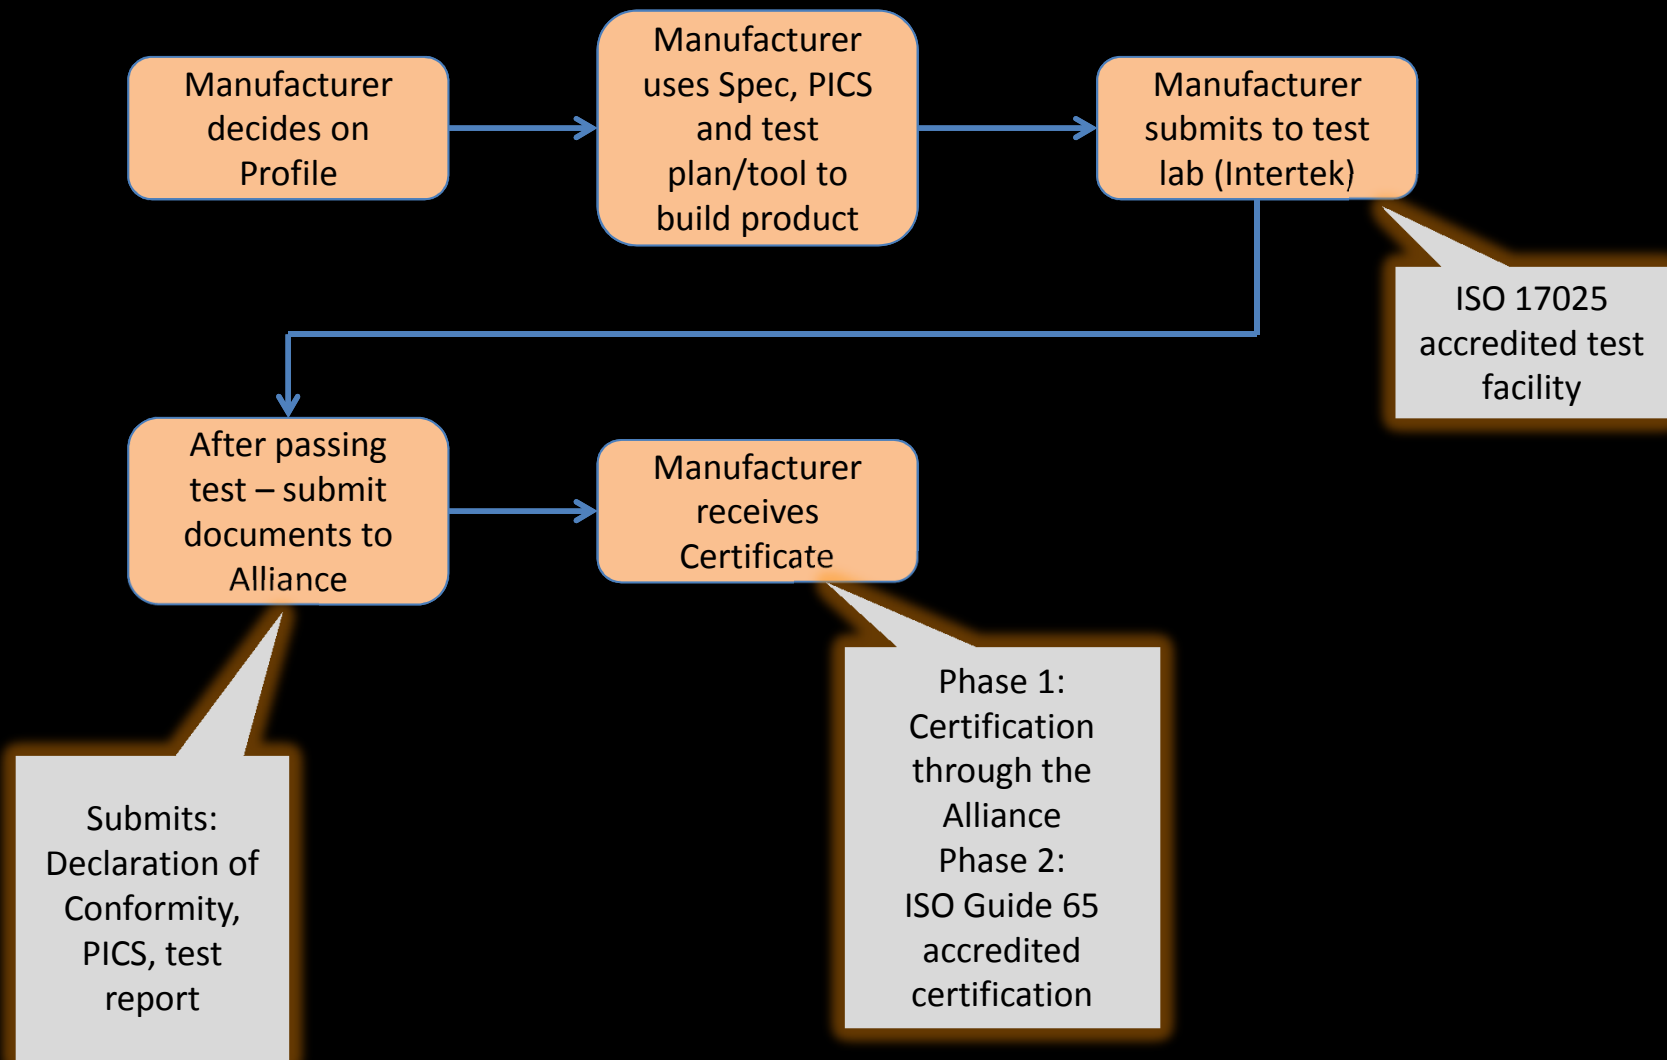 Manufacturer
decides on
Profile
Manufacturer
uses Spec, PICS
and test
plan/tool to
build product
Manufacturer
submits to test
lab (Intertek)
ISO 17025
accredited test
facility
After passing
test – submit
documents to
Alliance
Manufacturer
receives
Certificate
Submits:
Declaration of
Conformity,
PICS, test
report
Phase 1:
Certification
through the
Alliance
Phase 2:
ISO Guide 65
accredited
certification